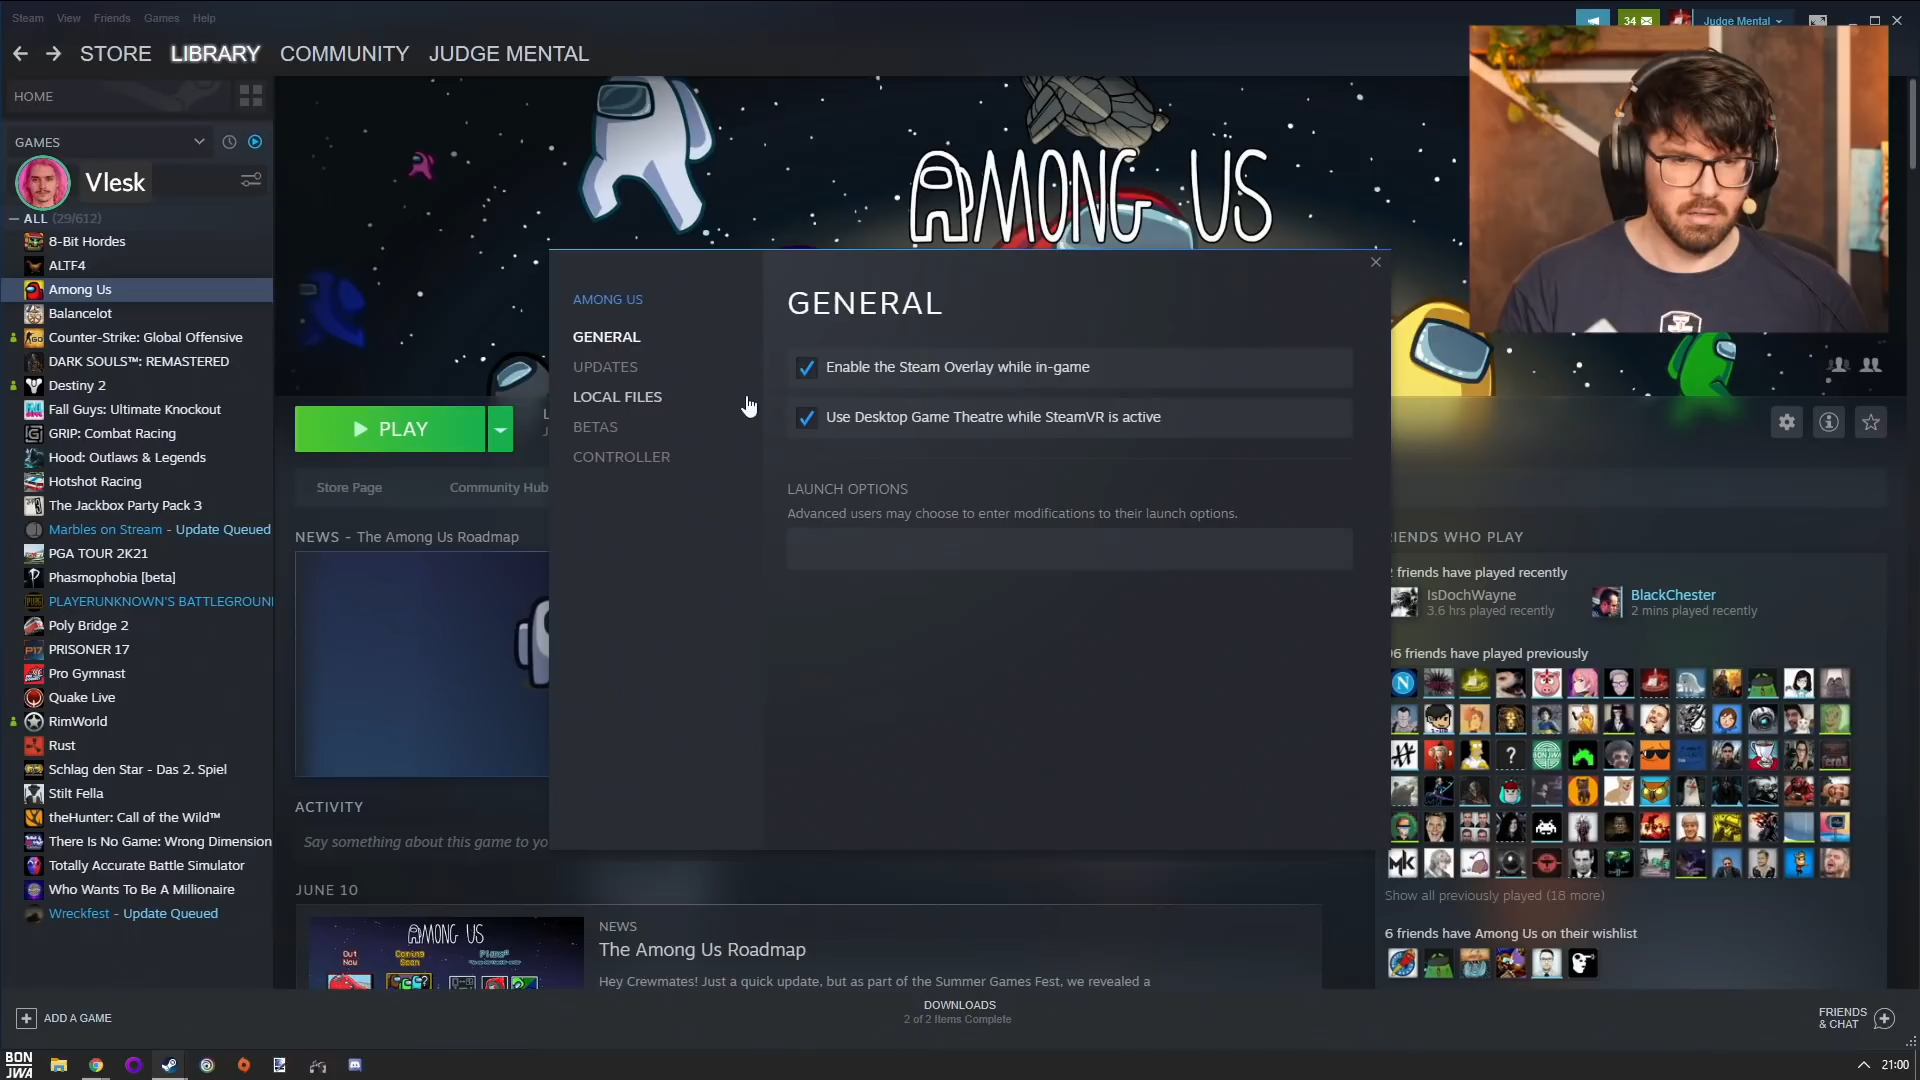 Steam View Friends Games Help
34
Judge Mental
STORE LIBRARY COMMUNITY JUDGE MENTAL
HOME
GAMES
Vlesk
ALL (29/612)
8-Bit Hordes
ALTF4
Among Us
Balancelot
Counter-Strike: Global Offensive
DARK SOULS™: REMASTERED
Destiny 2
Fall Guys: Ultimate Knockout
GRIP: Combat Racing
Hood: Outlaws & Legends
Hotshot Racing
The Jackbox Party Pack 3
Marbles on Stream - Update Queued
PGA TOUR 2K21
Phasmophobia [beta]
PLAYERUNKNOWN'S BATTLEGROUN
Poly Bridge 2
PRISONER 17
Pro Gymnast
Quake Live
RimWorld
Rust
Schlag den Star - Das 2. Spiel
Stilt Fella
theHunter: Call of the Wild™
There Is No Game: Wrong Dimension
Totally Accurate Battle Simulator
Who Wants To Be A Millionaire
Wreckfest - Update Queued
ADD A GAME
AMONG US
PLAY
Store Page
Community Hub
NEWS - The Among Us Roadmap
ACTIVITY
Say something about this game to yo
JUNE 10
AMONG US
Out Now
Coming Soon
Plans
NEWS
The Among Us Roadmap
Hey Crewmates! Just a quick update, but as part of the Summer Games Fest, we revealed a
AMONG US
GENERAL
UPDATES
LOCAL FILES
BETAS
CONTROLLER
GENERAL
Enable the Steam Overlay while in-game
Use Desktop Game Theatre while SteamVR is active
LAUNCH OPTIONS
Advanced users may choose to enter modifications to their launch options.
IENDS WHO PLAY
friends have played recently
IsDochWayne
3.6 hrs played recently
BlackChester
2 mins played recently
6 friends have played previously
Show all previously played (18 more)
6 friends have Among Us on their wishlist
DOWNLOADS
2 of 2 Items Complete
FRIENDS
& CHAT
BON
JWA
21:00